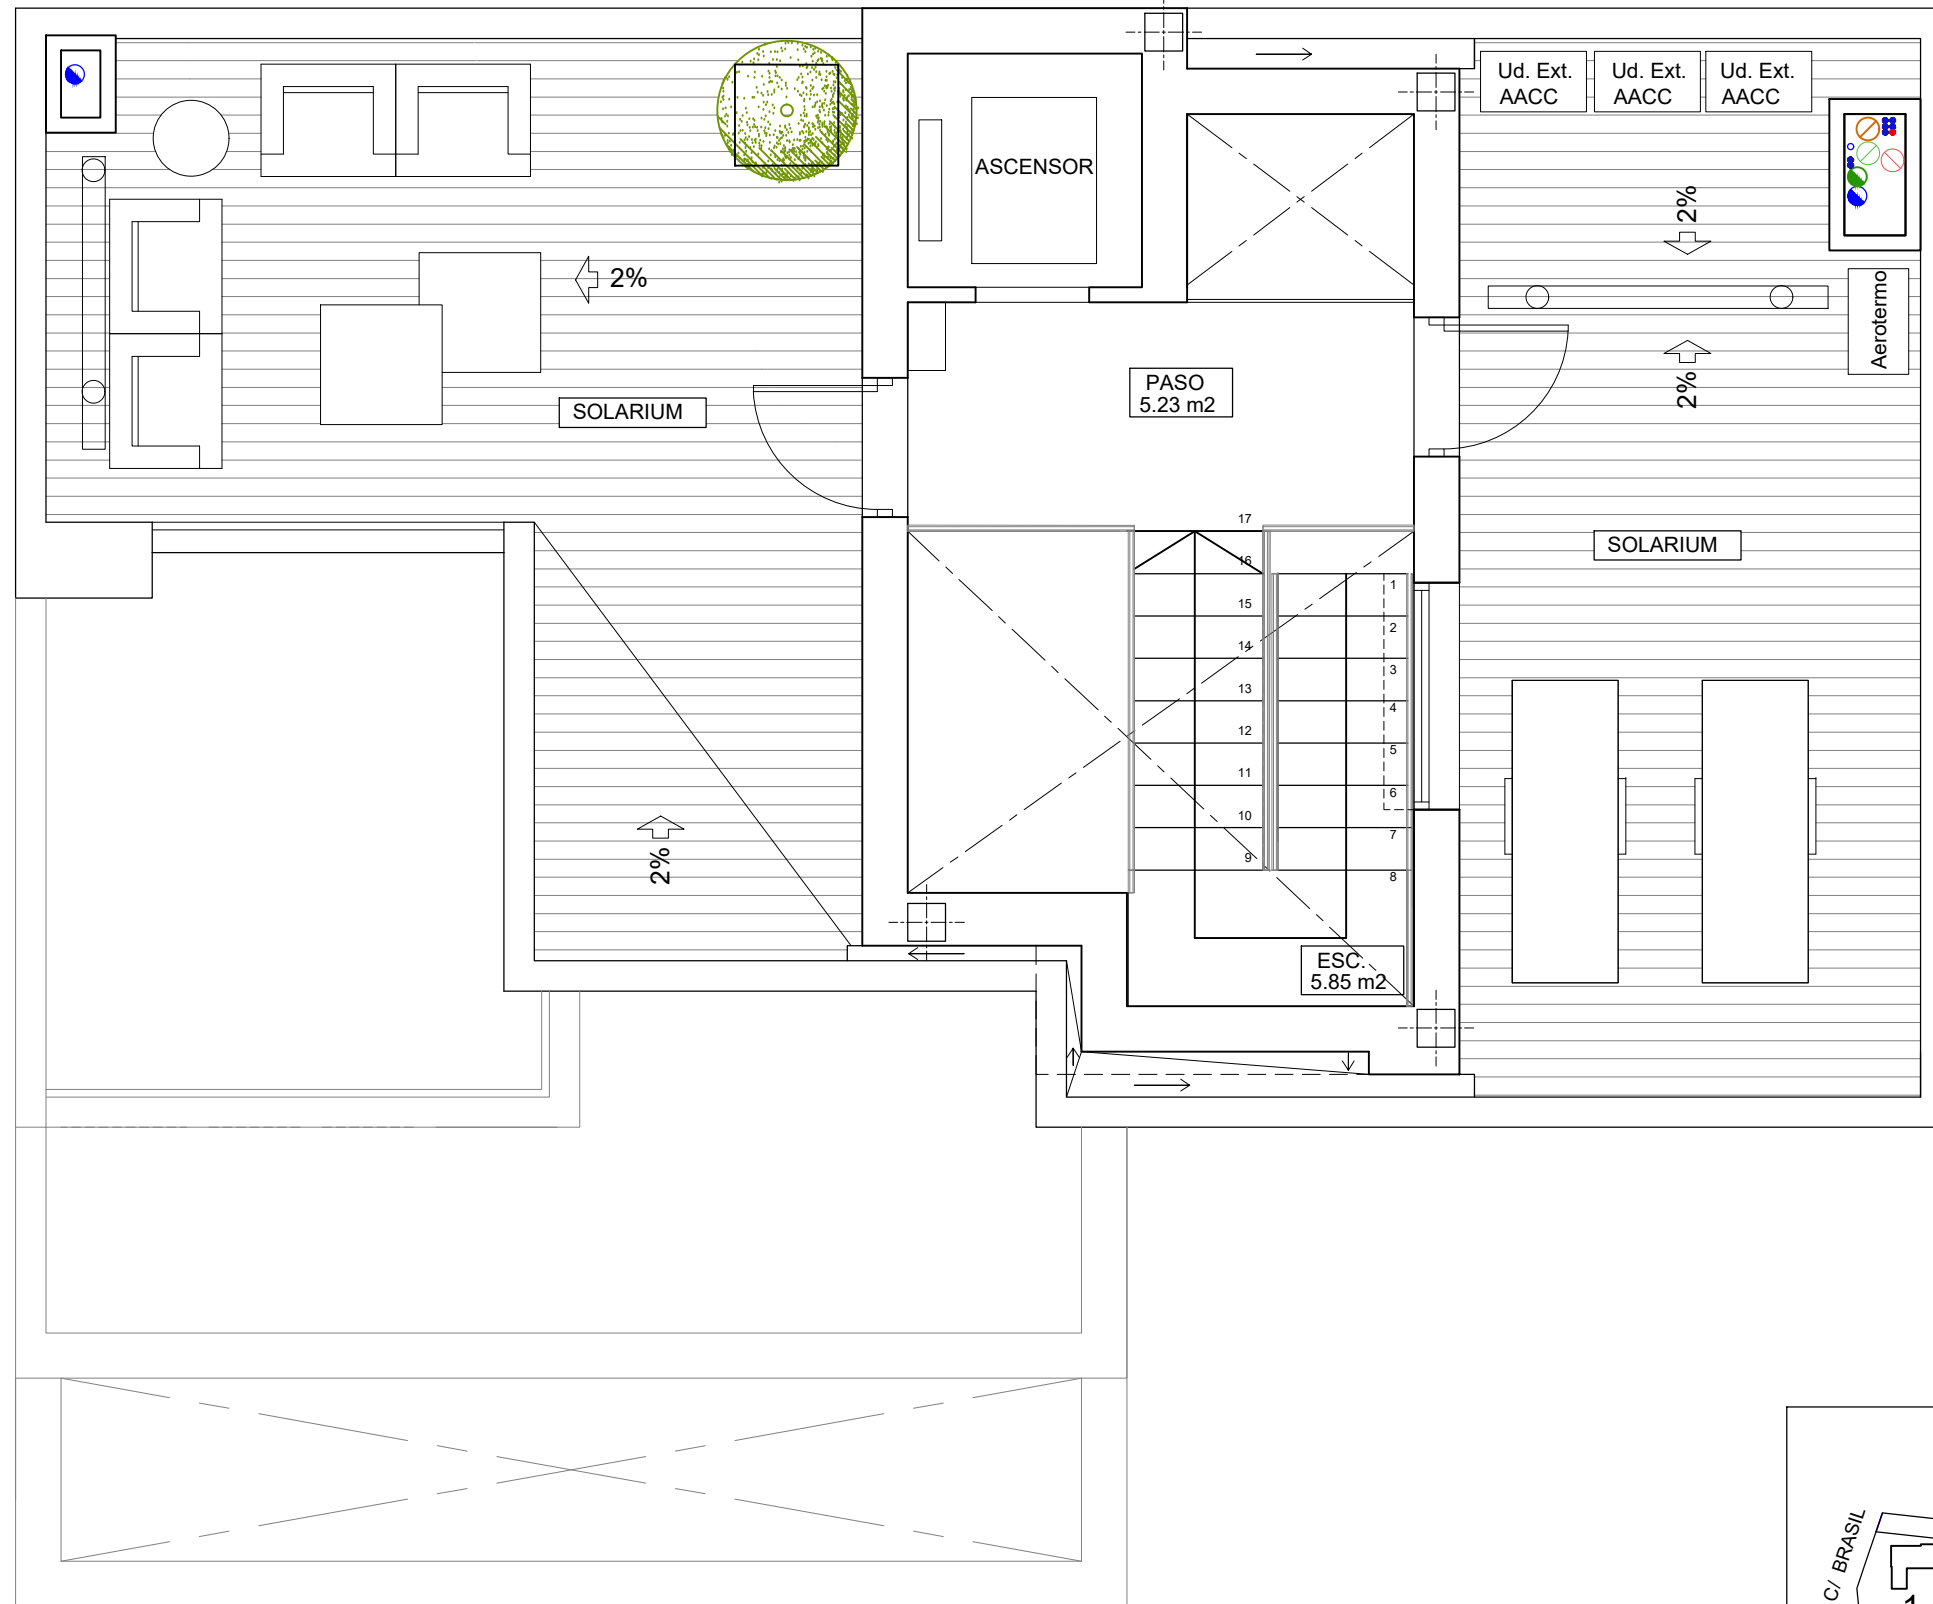 Ud. Ext.
AACC
Ud. Ext.
AACC
Ud. Ext.
AACC
ASCENSOR
2%
2%
Aerotermo
PASO
5.23 m2
2%
SOLARIUM
17
SOLARIUM
16
1
15
2
14
3
13
4
12
5
11
6
10
7
9
8
2%
ESC.
5.85 m2
C/ BRASIL
1